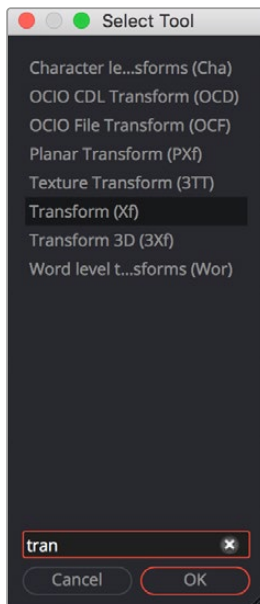 Select Tool
Character le...sforms (Cha)
OCIO CDL Transform (OCD)
OCIO File Transform (OCF)
Planar Transform (PXf)
Texture Transform (3TT)
Transform (Xf)
Transform 3D (3Xf)
Word level t...sforms (Wor)
tran
Cancel OK